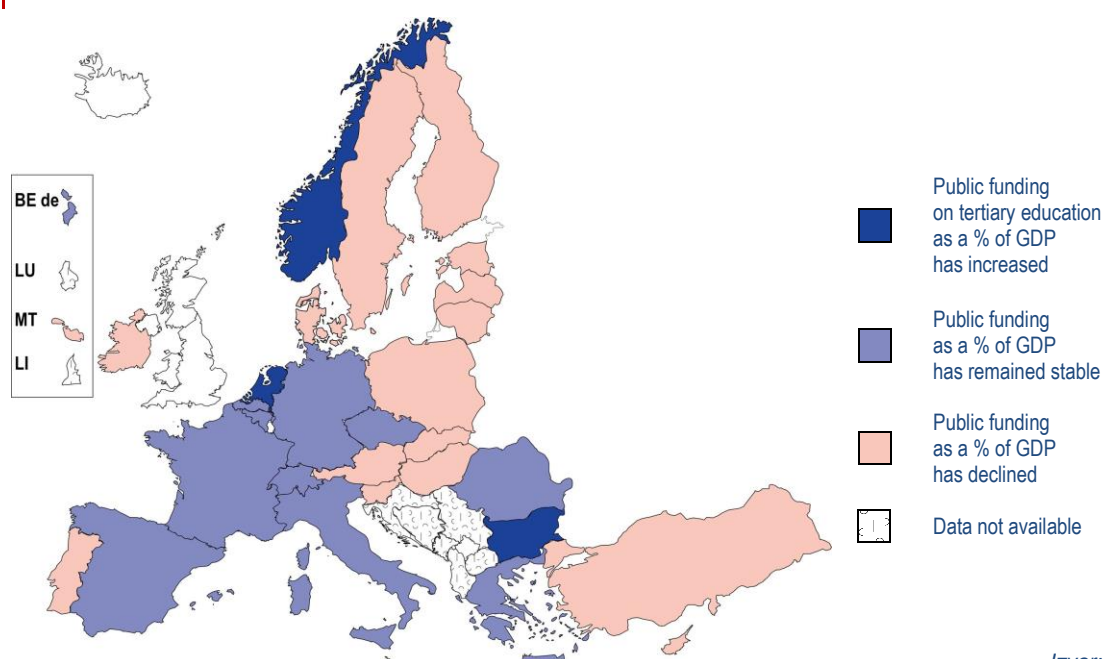 BE de
LU
MT
LI
Public funding
on tertiary education
as a % of GDP
has increased
Public funding
as a % of GDP
has remained stable
Public funding
as a % of GDP
has declined
Data not available